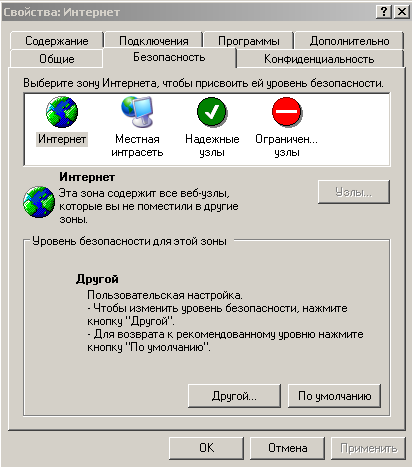 Свойства: Интернет
Содержание Подключения Программы Дополнительно
Общие Безопасность Конфиденциальность
Выберите зону Интернета, чтобы присвоить ей уровень безопасности.
Интернет
Местная
интрасеть
Надежные
узлы
Ограничен...
узлы
Интернет
Эта зона содержит все веб-узлы,
которые вы не поместили в другие
зоны.
Узлы...
Уровень безопасности для этой зоны
Другой
Пользовательская настройка.
- Чтобы изменить уровень безопасности, нажмите
кнопку "Другой".
- Для возврата к рекомендованному уровню нажмите
кнопку "По умолчанию".
Другой... По умолчанию
OK Отмена Применить